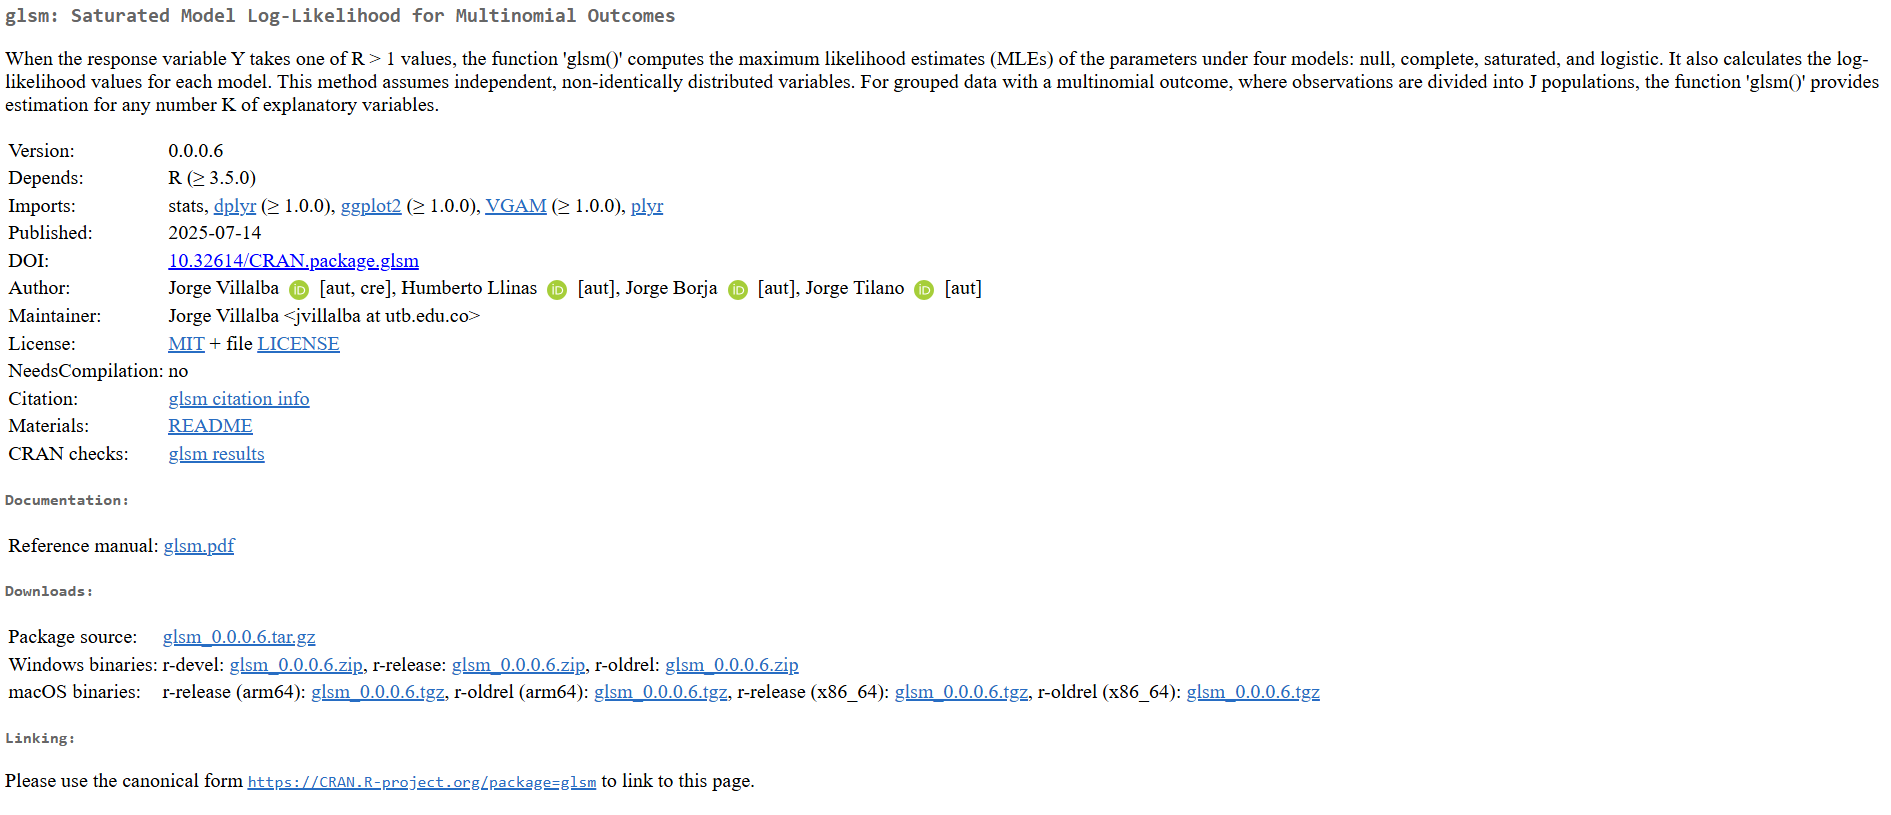 glsm: Saturated Model Log-Likelihood for Multinomial Outcomes
When the response variable Y takes one of R > 1 values, the function 'glsm()' computes the maximum likelihood estimates (MLEs) of the parameters under four models: null, complete, saturated, and logistic. It also calculates the log-
likelihood values for each model. This method assumes independent, non-identically distributed variables. For grouped data with a multinomial outcome, where observations are divided into J populations, the function 'glsm()' provides
estimation for any number K of explanatory variables.
Version: 0.0.0.6
Depends: R (≥ 3.5.0)
Imports: stats, dplyr (≥ 1.0.0), ggplot2 (≥ 1.0.0), VGAM (≥ 1.0.0), plyr
Published: 2025-07-14
DOI: 10.32614/CRAN.package.glsm
Author: Jorge Villalba iD [aut, cre], Humberto Llinas iD [aut], Jorge Borja iD [aut], Jorge Tilano iD [aut]
Maintainer: Jorge Villalba <jvillalba at utb.edu.co>
License: MIT + file LICENSE
NeedsCompilation: no
Citation: glsm citation info
Materials: README
CRAN checks: glsm results
Documentation:
Reference manual: glsm.pdf
Downloads:
Package source: glsm_0.0.0.6.tar.gz
Windows binaries: r-devel: glsm_0.0.0.6.zip, r-release: glsm_0.0.0.6.zip, r-oldrel: glsm_0.0.0.6.zip
macOS binaries: r-release (arm64): glsm_0.0.0.6.tgz, r-oldrel (arm64): glsm_0.0.0.6.tgz, r-release (x86_64): glsm_0.0.0.6.tgz, r-oldrel (x86_64): glsm_0.0.0.6.tgz
Linking:
Please use the canonical form https://CRAN.R-project.org/package=glsm to link to this page.